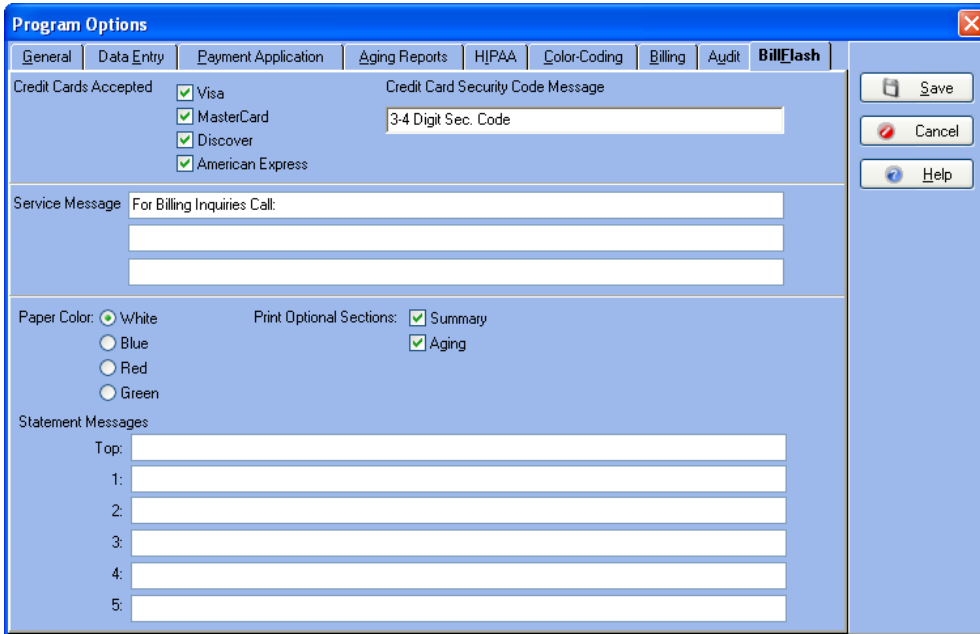 Program Options
General Data Entry Payment Application Aging Reports HIPAA Color-Coding Billing Audit BillFlash
Credit Cards Accepted
Visa
MasterCard
Discover
American Express
Credit Card Security Code Message
3-4 Digit Sec. Code
Save
Cancel
Help
Service Message For Billing Inquiries Call:
Paper Color: White
Blue
Red
Green
Print Optional Sections: Summary
Aging
Statement Messages
Top:
1:
2:
3:
4:
5: